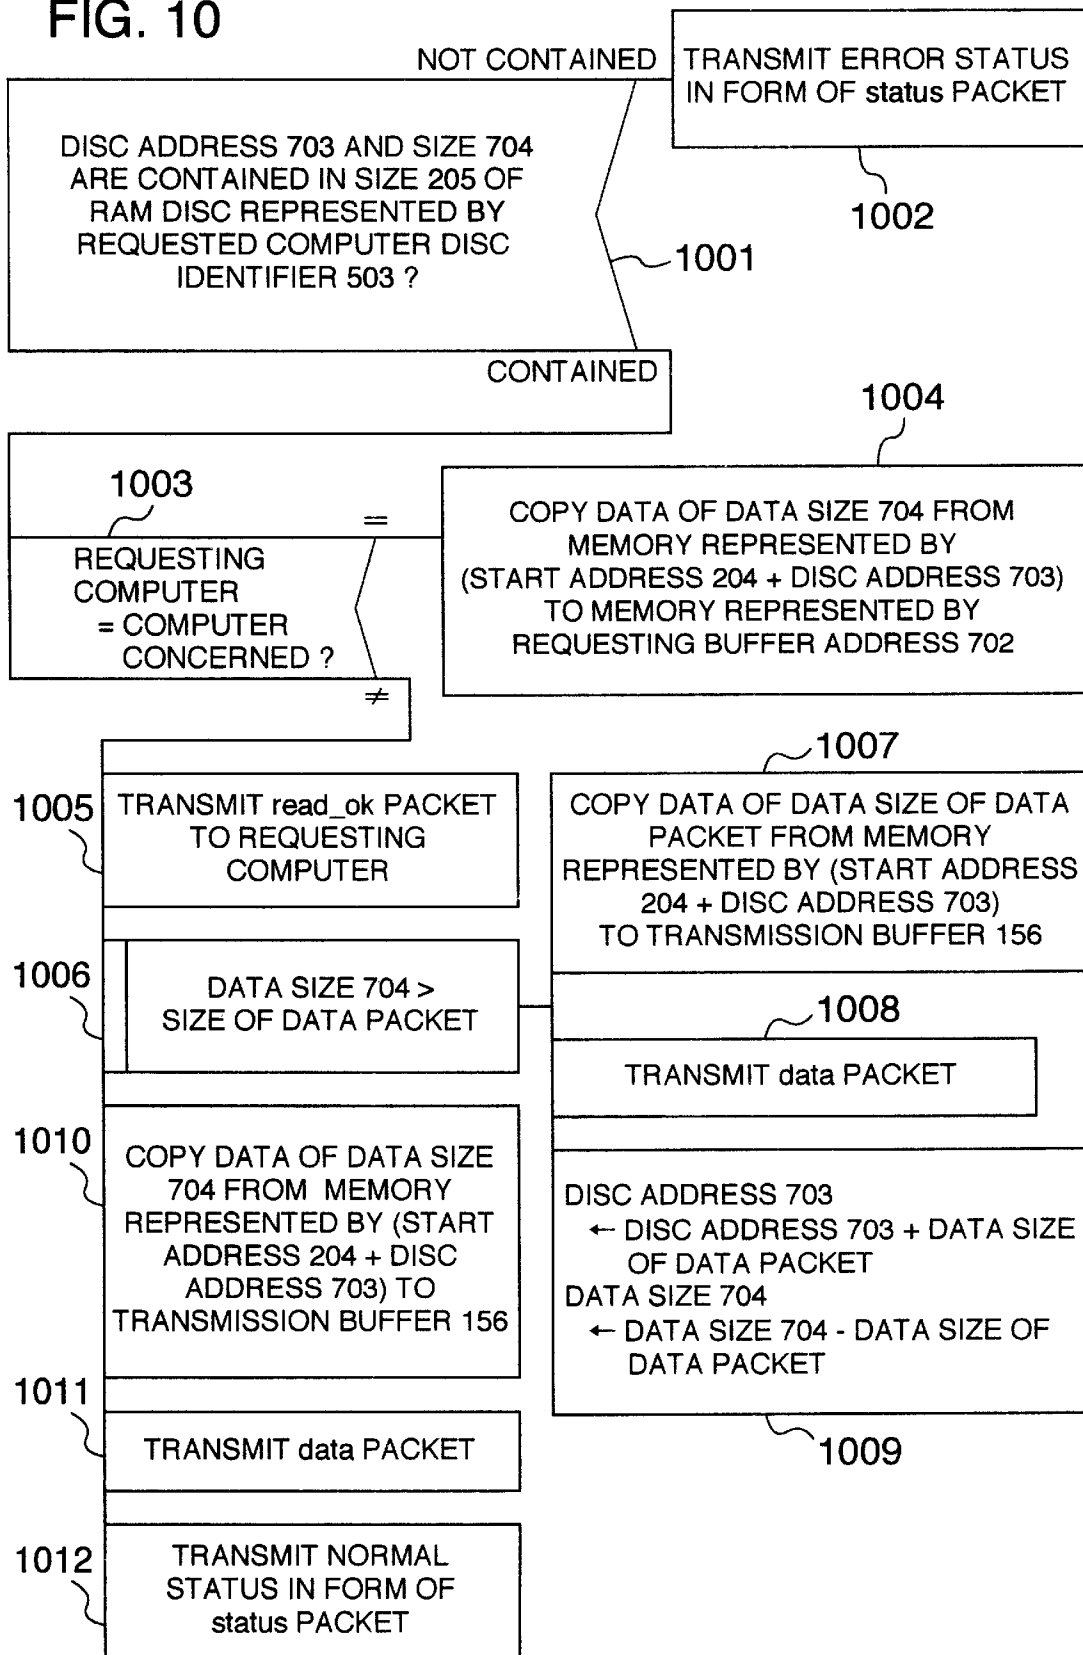 FIG. 10
NOT CONTAINED
TRANSMIT ERROR STATUS
IN FORM OF status PACKET
1002
DISC ADDRESS 703 AND SIZE 704
ARE CONTAINED IN SIZE 205 OF
RAM DISC REPRESENTED BY
REQUESTED COMPUTER DISC
IDENTIFIER 503 ?
1001
CONTAINED
1004
1003
=
COPY DATA OF DATA SIZE 704 FROM
MEMORY REPRESENTED BY
(START ADDRESS 204 + DISC ADDRESS 703)
TO MEMORY REPRESENTED BY
REQUESTING BUFFER ADDRESS 702
REQUESTING
COMPUTER
= COMPUTER
CONCERNED ?
≠
1005
TRANSMIT read_ok PACKET
TO REQUESTING
COMPUTER
1007
COPY DATA OF DATA SIZE OF DATA
PACKET FROM MEMORY
REPRESENTED BY (START ADDRESS
204 + DISC ADDRESS 703)
TO TRANSMISSION BUFFER 156
1006
DATA SIZE 704 >
SIZE OF DATA PACKET
1008
TRANSMIT data PACKET
1010
COPY DATA OF DATA SIZE
704 FROM MEMORY
REPRESENTED BY (START
ADDRESS 204 + DISC
ADDRESS 703) TO
TRANSMISSION BUFFER 156
DISC ADDRESS 703
← DISC ADDRESS 703 + DATA SIZE
OF DATA PACKET
DATA SIZE 704
← DATA SIZE 704 - DATA SIZE OF
DATA PACKET
1009
1011
TRANSMIT data PACKET
1012
TRANSMIT NORMAL
STATUS IN FORM OF
status PACKET